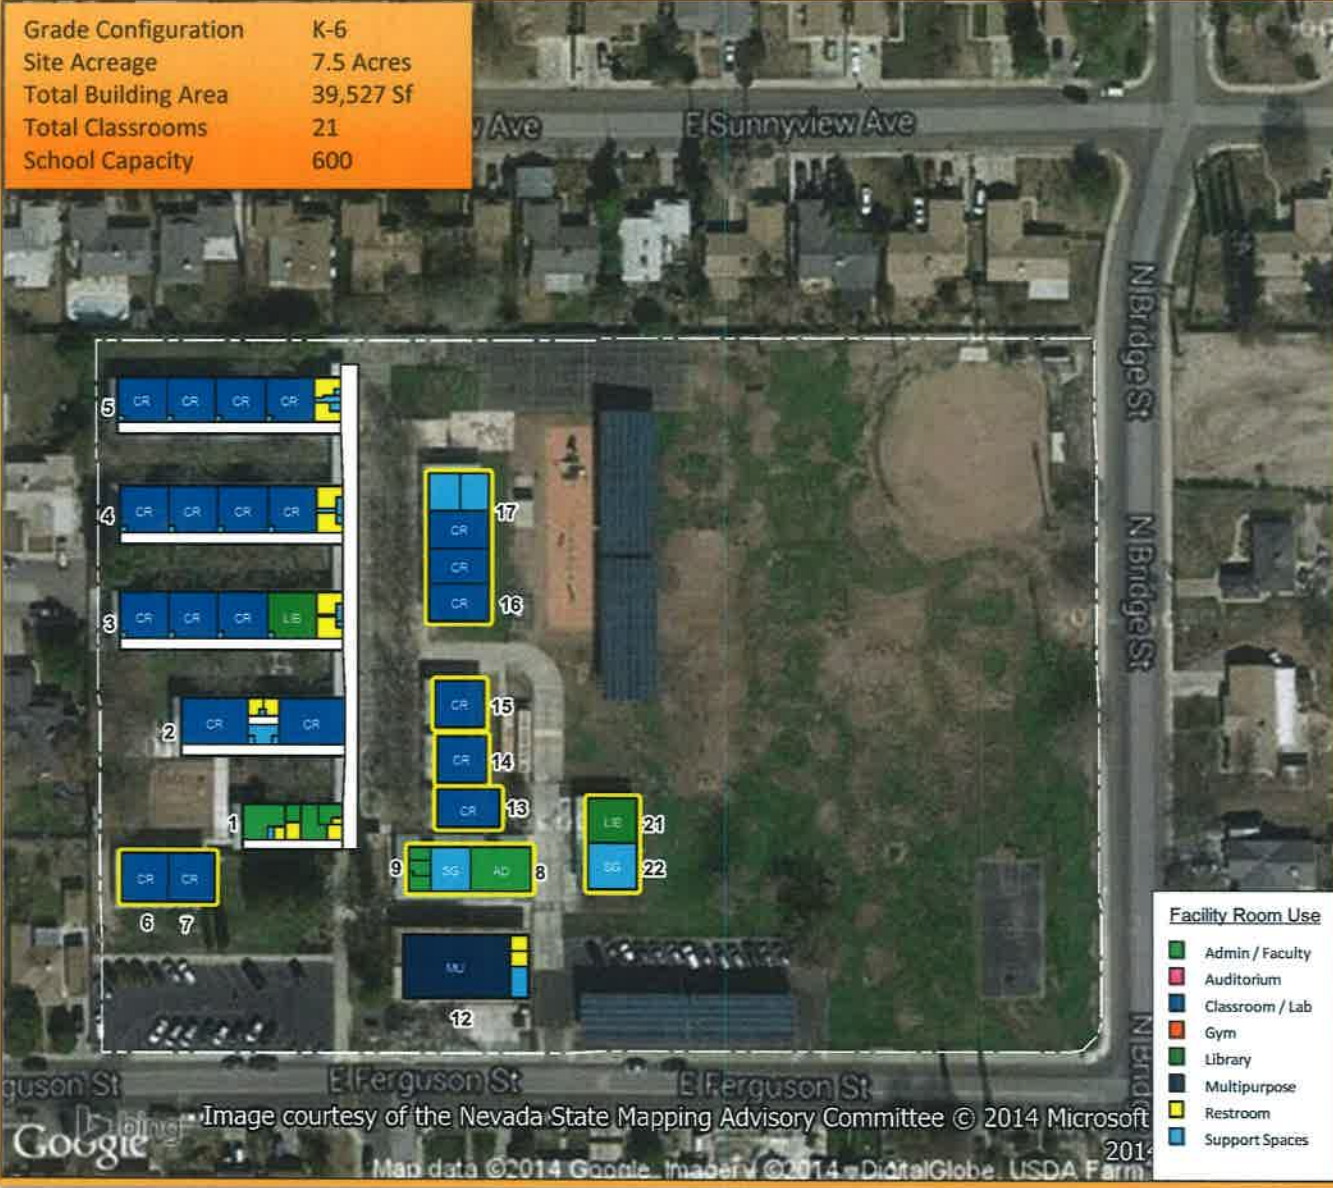 Grade Configuration K-6
Site Acreage 7.5 Acres
Total Building Area 39,527 Sf
Total Classrooms 21
School Capacity 600
w Ave
E Sunnyview Ave
N Bridge St
N Bridge St
5 CR CR CR CR
4 CR CR CR CR
17
CR
CR
CR 16
3 CR CR CR LIB
2 CR CR
CR 15
CR 14
CR 13
1
LIB 21
SG 22
9 SG AD 8
CR CR
6 7
MU
12
Facility Room Use
Admin / Faculty
Auditorium
Classroom / Lab
Gym
Library
Multipurpose
Restroom
Support Spaces
guson St
E Ferguson St
E Ferguson St
Image courtesy of the Nevada State Mapping Advisory Committee © 2014 Microsoft
Google
bing
Map data ©2014 Google Imagery ©2014 DigitalGlobe, USDA Farm